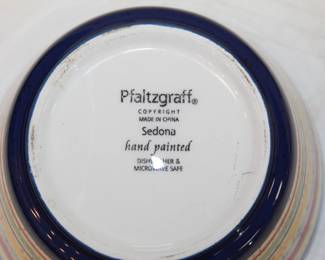 Pfaltzgraff®
COPYRIGHT
MADE IN CHINA
Sedona
hand painted
DISHWASHER &
MICROWAVE SAFE